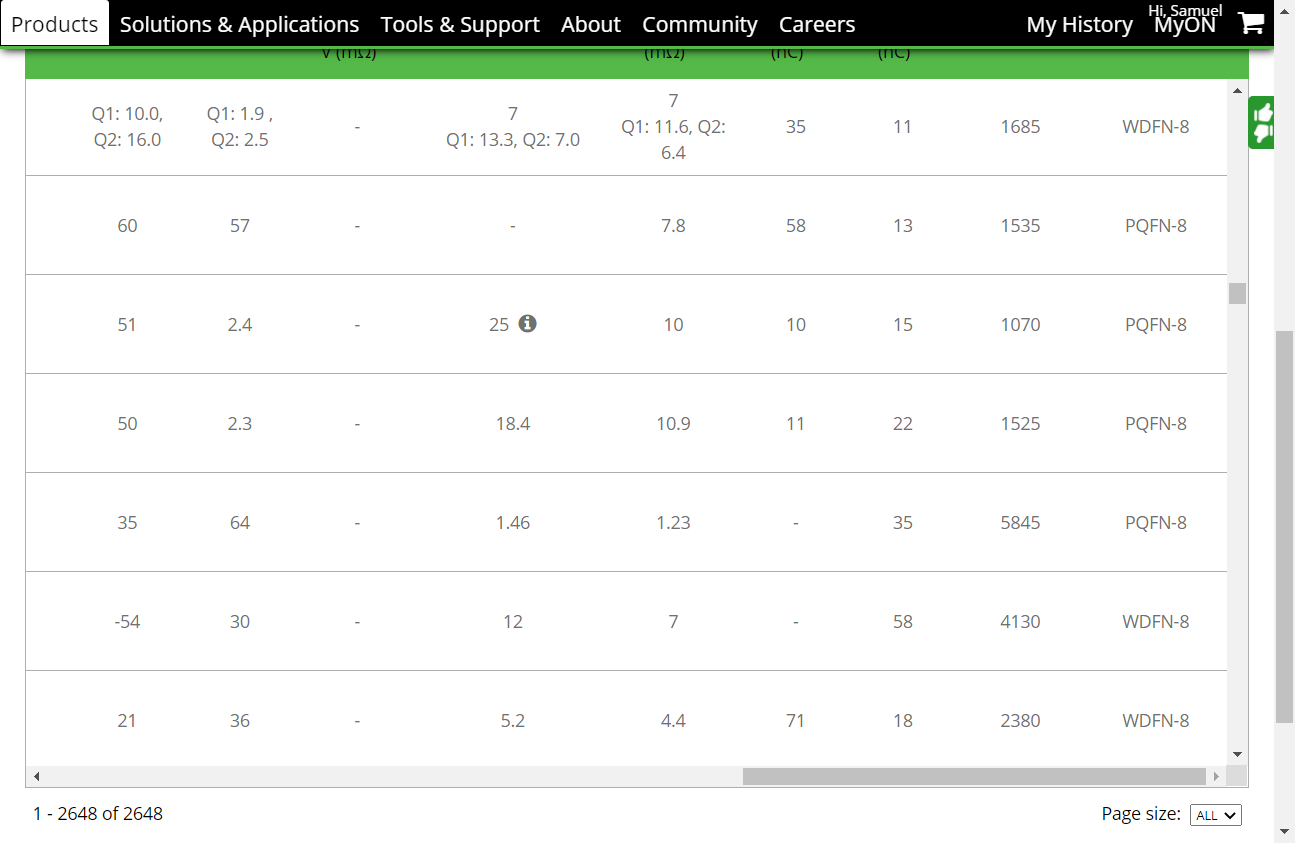 Products Solutions & Applications Tools & Support About Community Careers My History Hi, Samuel MyON
V (mΩ) (mΩ) (nC) (nC)
Q1: 10.0, Q1: 1.9 , - 7 7 35 11 1685 WDFN-8
Q2: 16.0 Q2: 2.5 Q1: 13.3, Q2: 7.0 Q1: 11.6, Q2:
6.4
60 57 - - 7.8 58 13 1535 PQFN-8
51 2.4 - 25 10 10 15 1070 PQFN-8
50 2.3 - 18.4 10.9 11 22 1525 PQFN-8
35 64 - 1.46 1.23 - 35 5845 PQFN-8
-54 30 - 12 7 - 58 4130 WDFN-8
21 36 - 5.2 4.4 71 18 2380 WDFN-8
1 - 2648 of 2648 Page size: ALL